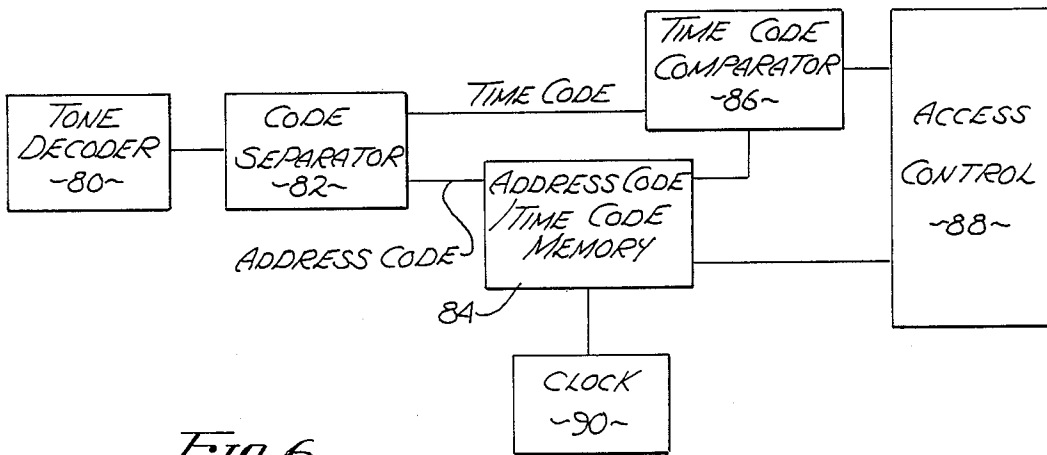 TONE
DECODER
~80~
CODE
SEPARATOR
~82~
TIME CODE
ADDRESS CODE
TIME CODE
COMPARATOR
~86~
ADDRESS CODE
/TIME CODE
MEMORY
84
CLOCK
~90~
ACCESS
CONTROL
~88~
FIG. 6